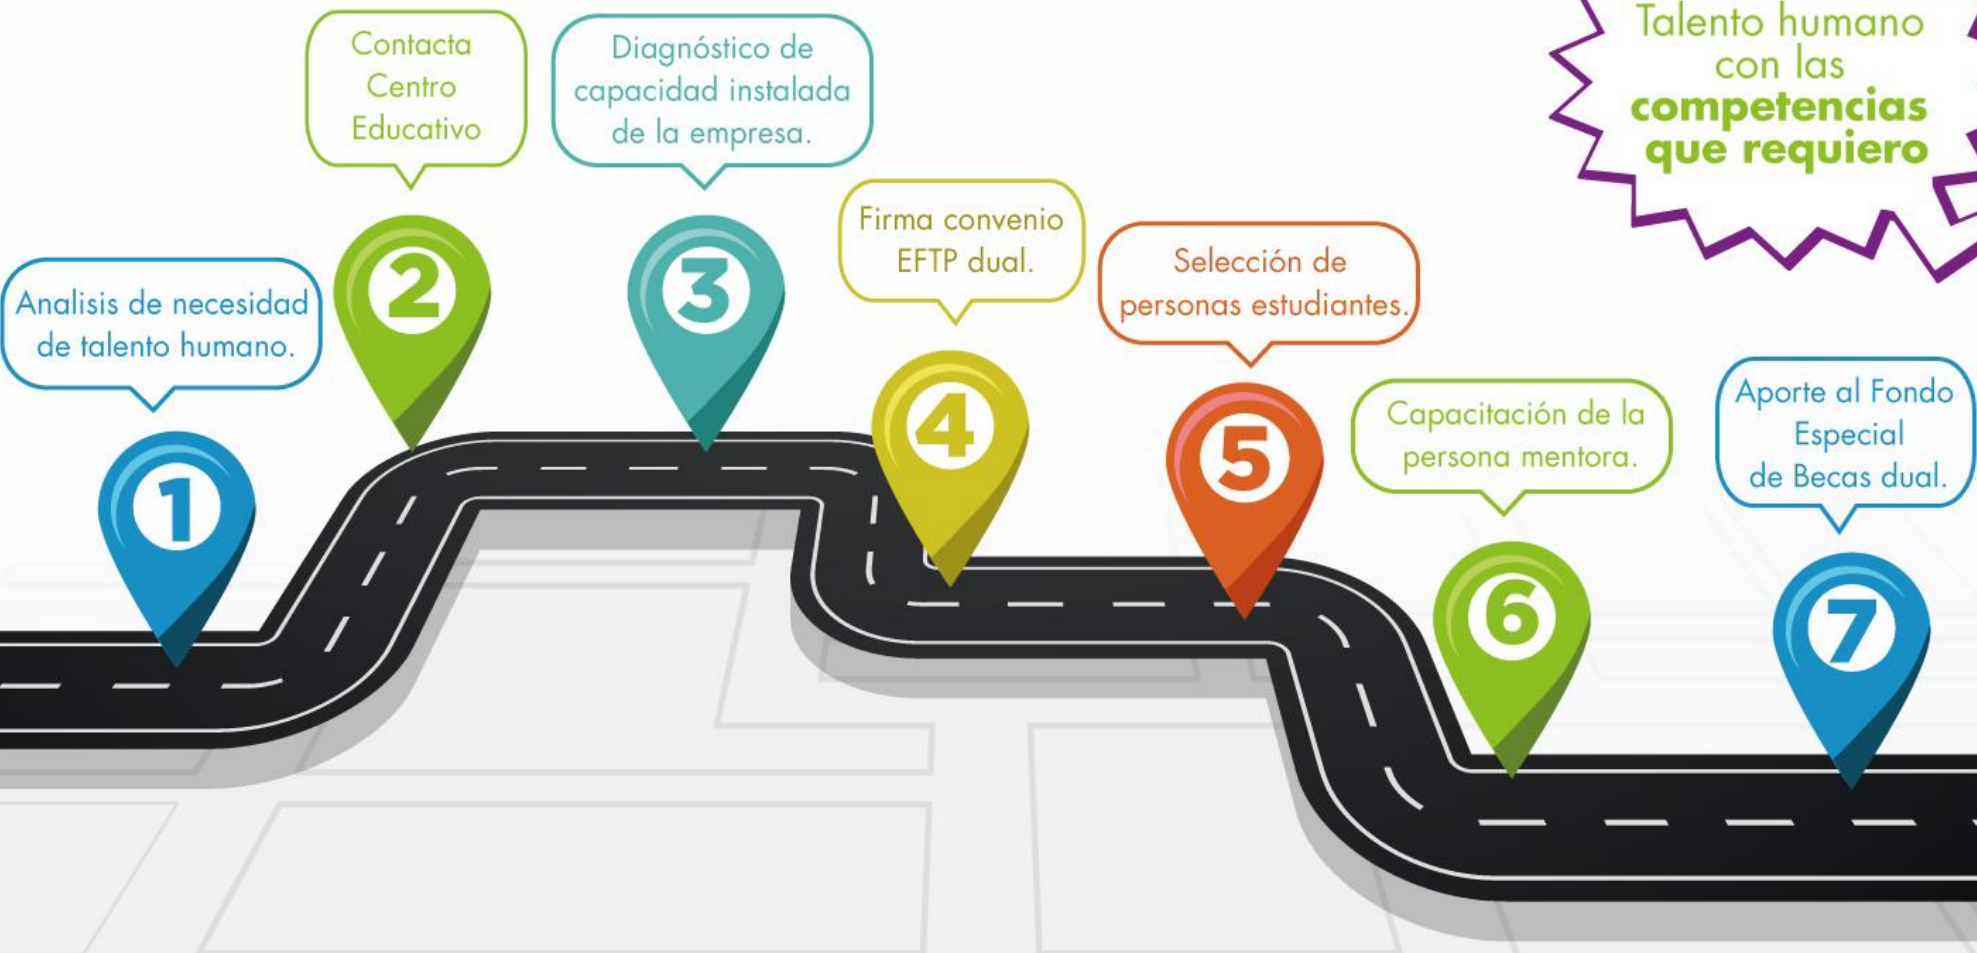 Analisis de necesidad
de talento humano.
1
Contacta
Centro
Educativo
2
Diagnóstico de
capacidad instalada
de la empresa.
3
Firma convenio
EFTP dual.
4
Selección de
personas estudiantes.
5
Capacitación de la
persona mentora.
6
Aporte al Fondo
Especial
de Becas dual.
7
Talento humano
con las
competencias
que requiero